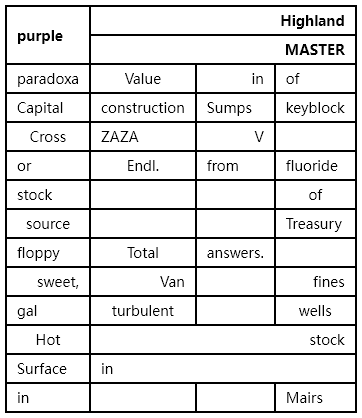 purple Highland
MASTER
paradoxa Value in of
Capital construction Sumps keyblock
Cross ZAZA V
or Endl. from fluoride
stock of
source Treasury
floppy Total answers.
sweet, Van fines
gal turbulent wells
Hot stock
Surface in
in Mairs